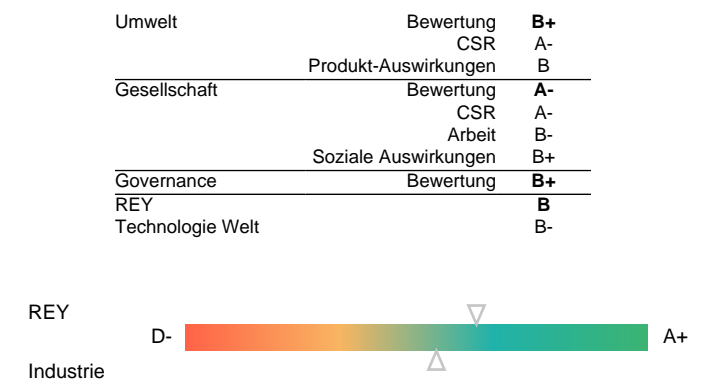 Umwelt Bewertung B+
CSR A-
Produkt-Auswirkungen B
Gesellschaft Bewertung A-
CSR A-
Arbeit B-
Soziale Auswirkungen B+
Governance Bewertung B+
REY B
Technologie Welt B-
REY
D- A+
Industrie